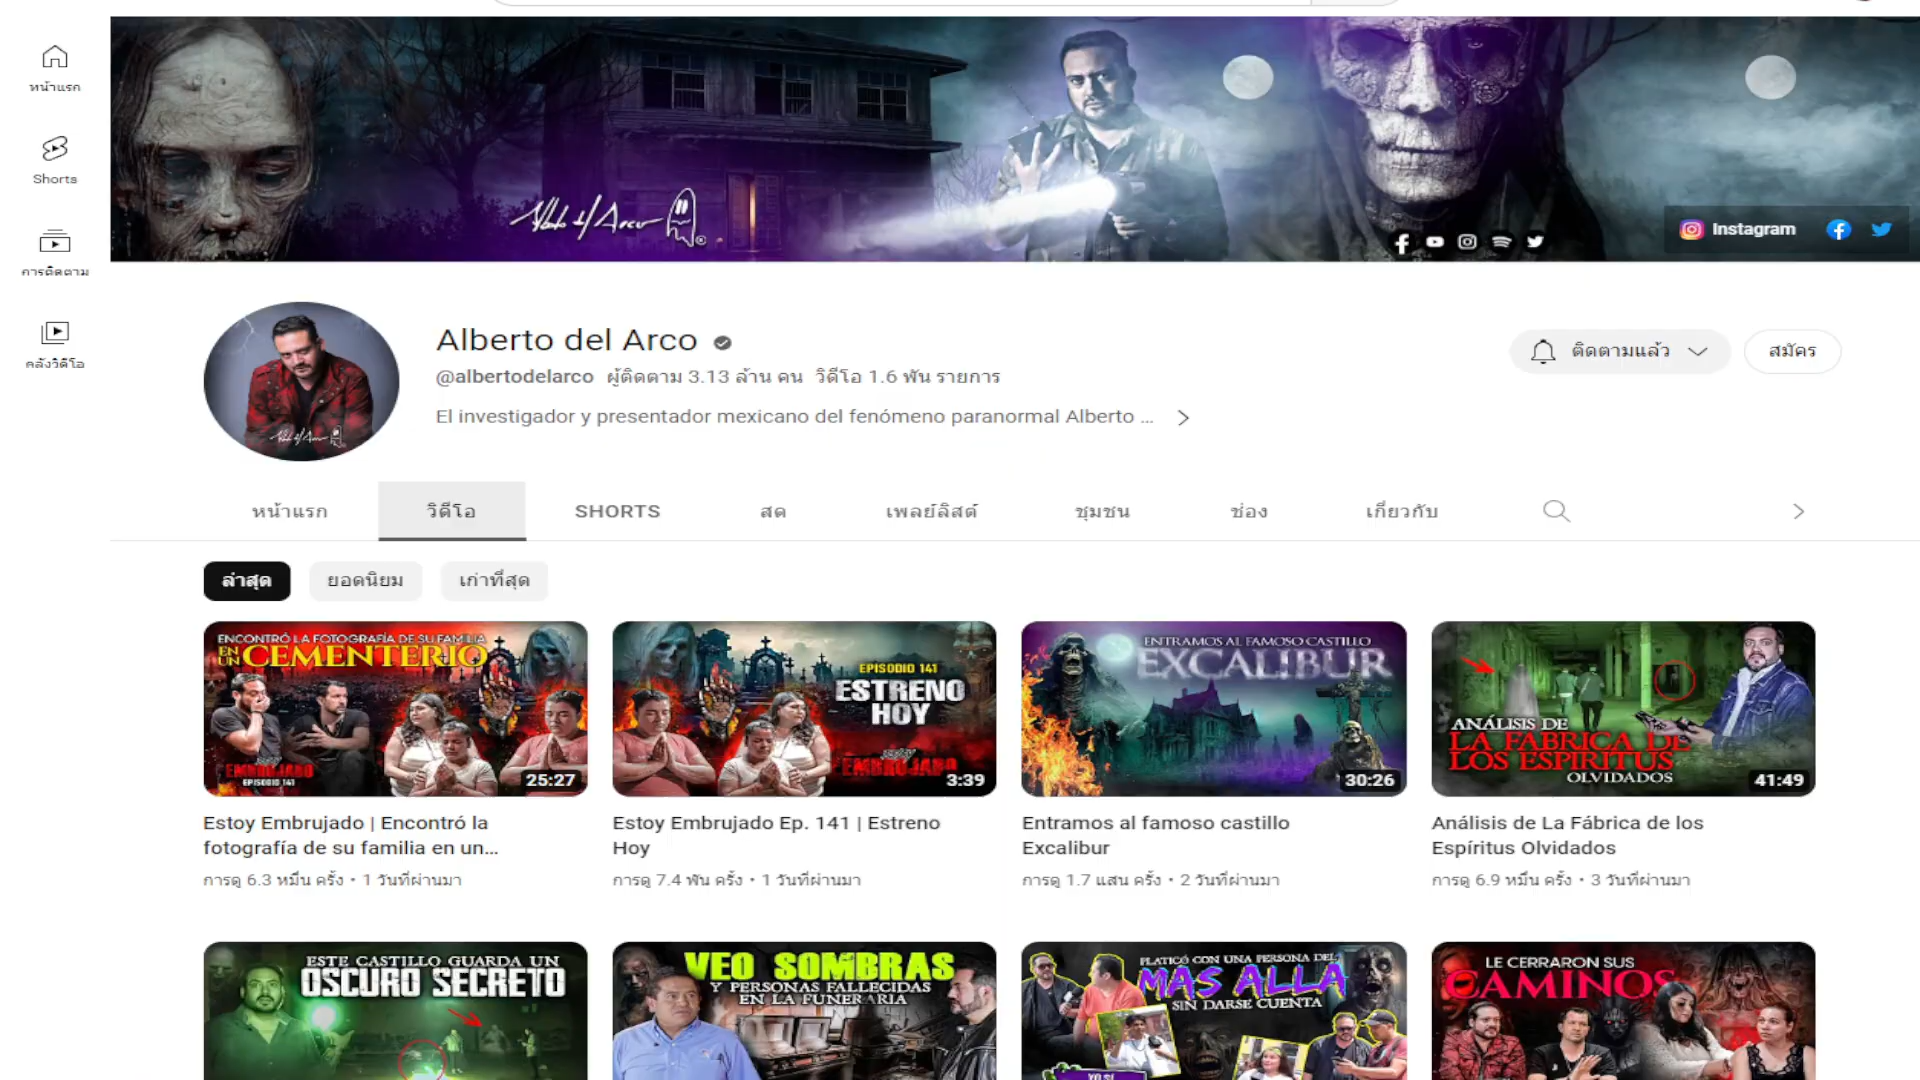 หน้าแรก
Shorts
การติดตาม
คลังวิดีโอ
Alberto del Arco
Instagram
Alberto del Arco
@albertodelarco ผู้ติดตาม 3.13 ล้าน คน วิดีโอ 1.6 พัน รายการ
El investigador y presentador mexicano del fenómeno paranormal Alberto ...
ติดตามแล้ว
สมัคร
หน้าแรก
วิดีโอ
SHORTS
สด
เพลย์ลิสต์
ชุมชน
ช่อง
เกี่ยวกับ
ล่าสุด
ยอดนิยม
เก่าที่สุด
ENCONTRÓ LA FOTOGRAFÍA DE SU FAMILIA
EN UN CEMENTERIO
EMBRUJADO
EPISODIO 141
25:27
Estoy Embrujado | Encontró la
fotografía de su familia en un...
การดู 6.3 หมื่น ครั้ง • 1 วันที่ผ่านมา
EPISODIO 141
ESTRENO
HOY
ESTOY
EMBRUJADO
3:39
Estoy Embrujado Ep. 141 | Estreno
Hoy
การดู 7.4 พัน ครั้ง • 1 วันที่ผ่านมา
ENTRAMOS AL FAMOSO CASTILLO
EXCALIBUR
30:26
Entramos al famoso castillo
Excalibur
การดู 1.7 แสน ครั้ง • 2 วันที่ผ่านมา
ANÁLISIS DE
LA FABRICA DE
LOS ESPIRITUS
OLVIDADOS
41:49
Análisis de La Fábrica de los
Espíritus Olvidados
การดู 6.9 หมื่น ครั้ง • 3 วันที่ผ่านมา
ESTE CASTILLO GUARDA UN
OSCURO SECRETO
VEO SOMBRAS
Y PERSONAS FALLECIDAS
EN LA FUNERARIA
PLATICÓ CON UNA PERSONA DEL
MAS ALLA
SIN DARSE CUENTA
YO SI
LE CERRARON SUS
CAMINOS